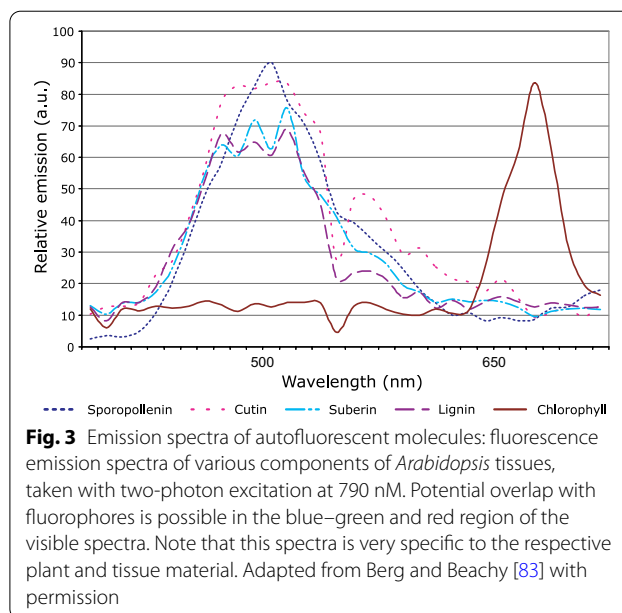 100
90
80
70
60
50
40
30
20
10
0
Relative emission (a.u.)
500
650
Wavelength (nm)
Sporopollenin
Cutin
Suberin
Lignin
Chlorophyll
Fig. 3 Emission spectra of autofluorescent molecules: fluorescence
emission spectra of various components of Arabidopsis tissues,
taken with two-photon excitation at 790 nM. Potential overlap with
fluorophores is possible in the blue–green and red region of the
visible spectra. Note that this spectra is very specific to the respective
plant and tissue material. Adapted from Berg and Beachy [83] with
permission